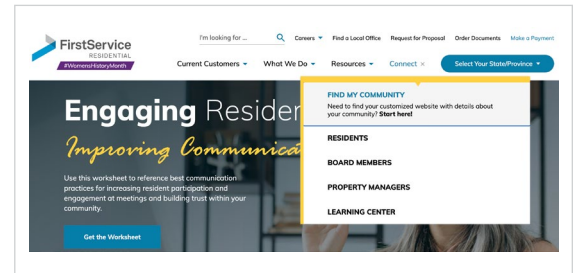 I'm looking for ...
Careers
Find a Local Office
Request for Proposal
Order Documents
Make a Payment
FirstService
RESIDENTIAL
#WomensHistoryMonth
Current Customers
What We Do
Resources
Connect ×
Select Your State/Province
FIND MY COMMUNITY
Need to find your customized website with details about
your community? Start here!
RESIDENTS
BOARD MEMBERS
PROPERTY MANAGERS
LEARNING CENTER
Engaging Resider
Improving Communica
Use this worksheet to reference best communication
practices for increasing resident participation and
engagement at meetings and building trust within your
community.
Get the Worksheet